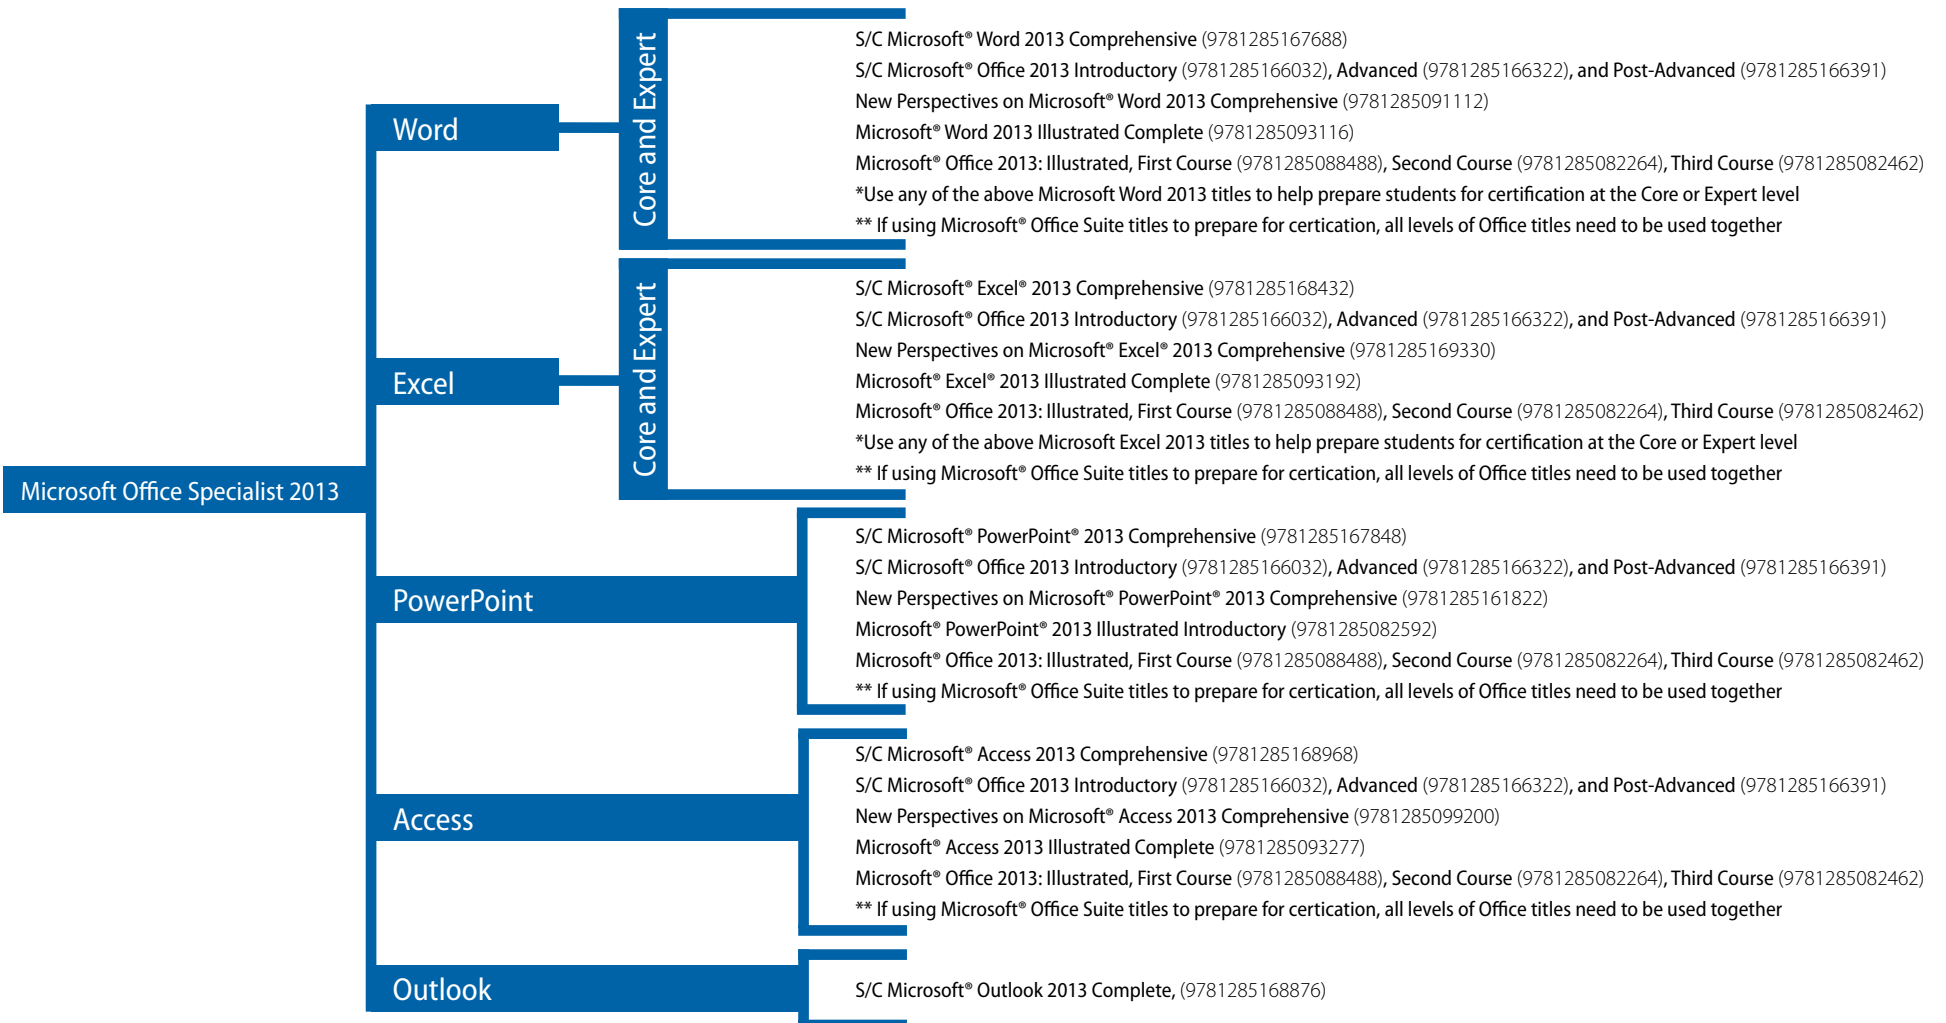 Microsoft Office Specialist 2013
Word
Core and Expert
S/C Microsoft® Word 2013 Comprehensive (9781285167688)
S/C Microsoft® Office 2013 Introductory (9781285166032), Advanced (9781285166322), and Post-Advanced (9781285166391)
New Perspectives on Microsoft® Word 2013 Comprehensive (9781285091112)
Microsoft® Word 2013 Illustrated Complete (9781285093116)
Microsoft® Office 2013: Illustrated, First Course (9781285088488), Second Course (9781285082264), Third Course (9781285082462)
*Use any of the above Microsoft Word 2013 titles to help prepare students for certification at the Core or Expert level
** If using Microsoft® Office Suite titles to prepare for certication, all levels of Office titles need to be used together
Excel
Core and Expert
S/C Microsoft® Excel® 2013 Comprehensive (9781285168432)
S/C Microsoft® Office 2013 Introductory (9781285166032), Advanced (9781285166322), and Post-Advanced (9781285166391)
New Perspectives on Microsoft® Excel® 2013 Comprehensive (9781285169330)
Microsoft® Excel® 2013 Illustrated Complete (9781285093192)
Microsoft® Office 2013: Illustrated, First Course (9781285088488), Second Course (9781285082264), Third Course (9781285082462)
*Use any of the above Microsoft Excel 2013 titles to help prepare students for certification at the Core or Expert level
** If using Microsoft® Office Suite titles to prepare for certication, all levels of Office titles need to be used together
PowerPoint
S/C Microsoft® PowerPoint® 2013 Comprehensive (9781285167848)
S/C Microsoft® Office 2013 Introductory (9781285166032), Advanced (9781285166322), and Post-Advanced (9781285166391)
New Perspectives on Microsoft® PowerPoint® 2013 Comprehensive (9781285161822)
Microsoft® PowerPoint® 2013 Illustrated Introductory (9781285082592)
Microsoft® Office 2013: Illustrated, First Course (9781285088488), Second Course (9781285082264), Third Course (9781285082462)
** If using Microsoft® Office Suite titles to prepare for certication, all levels of Office titles need to be used together
Access
S/C Microsoft® Access 2013 Comprehensive (9781285168968)
S/C Microsoft® Office 2013 Introductory (9781285166032), Advanced (9781285166322), and Post-Advanced (9781285166391)
New Perspectives on Microsoft® Access 2013 Comprehensive (9781285099200)
Microsoft® Access 2013 Illustrated Complete (9781285093277)
Microsoft® Office 2013: Illustrated, First Course (9781285088488), Second Course (9781285082264), Third Course (9781285082462)
** If using Microsoft® Office Suite titles to prepare for certication, all levels of Office titles need to be used together
Outlook
S/C Microsoft® Outlook 2013 Complete, (9781285168876)